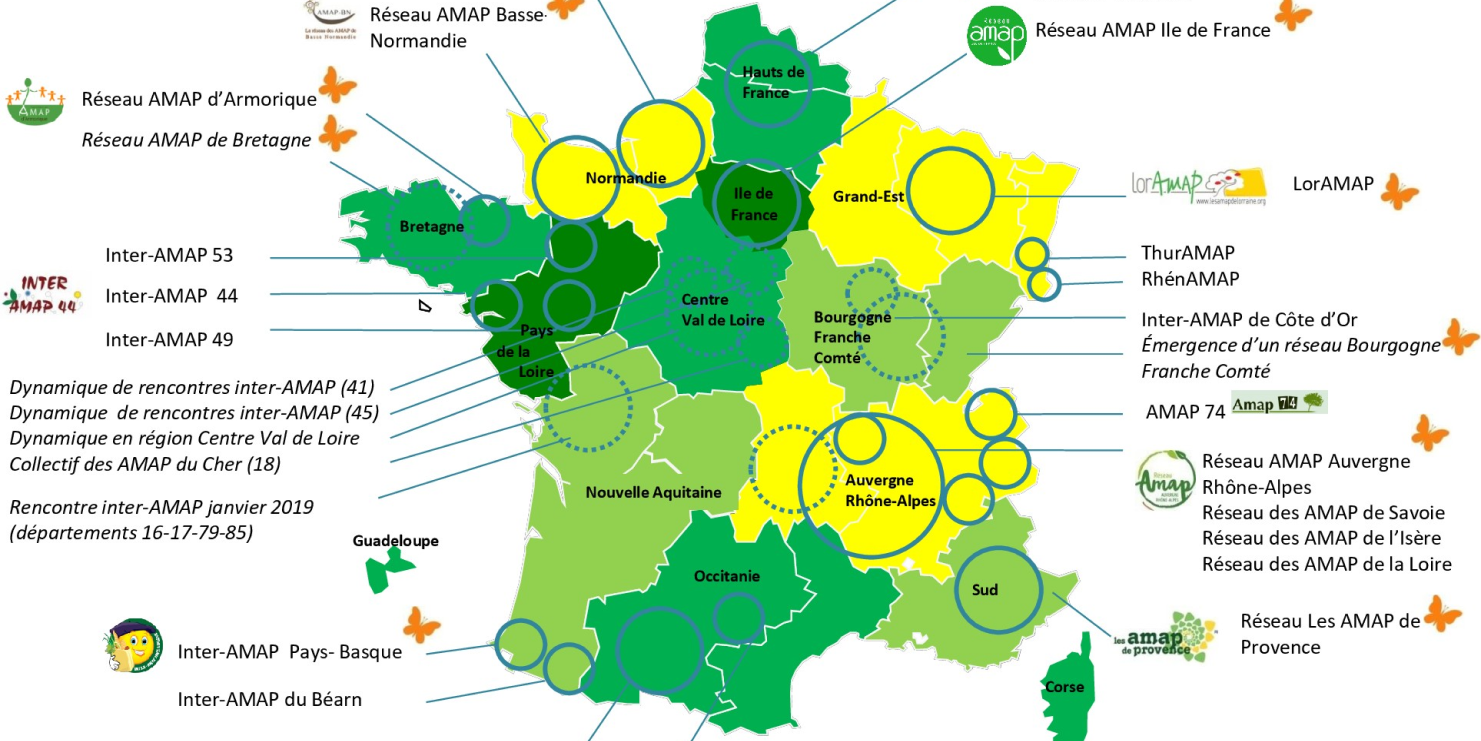 AMAP-BN
Le réseau des AMAP de
Basse Normandie
Réseau AMAP Basse-
Normandie
RÉSEAU
amap
Réseau AMAP Ile de France
AMAP
d'Armorique
Réseau AMAP d’Armorique
Réseau AMAP de Bretagne
Inter-AMAP 53
INTER
AMAP 44
Inter-AMAP 44
Inter-AMAP 49
Dynamique de rencontres inter-AMAP (41)
Dynamique de rencontres inter-AMAP (45)
Dynamique en région Centre Val de Loire
Collectif des AMAP du Cher (18)
Rencontre inter-AMAP janvier 2019
(départements 16-17-79-85)
Guadeloupe
Inter-AMAP Pays- Basque
Inter-AMAP du Béarn
Hauts de
France
Normandie
Ile de
France
Grand-Est
Bretagne
Centre
Val de Loire
Pays
de la
Loire
Bourgogne
Franche
Comté
Nouvelle Aquitaine
Auvergne
Rhône-Alpes
Occitanie
Sud
Corse
lorAmAP
www.lesamapdelorraine.org
LorAMAP
ThurAMAP
RhénAMAP
Inter-AMAP de Côte d’Or
Émergence d’un réseau Bourgogne
Franche Comté
AMAP 74
Amap 74
Réseau
Amap
AUVERGNE
RHÔNE-ALPES
Réseau AMAP Auvergne
Rhône-Alpes
Réseau des AMAP de Savoie
Réseau des AMAP de l’Isère
Réseau des AMAP de la Loire
les amap
de provence
Réseau Les AMAP de
Provence